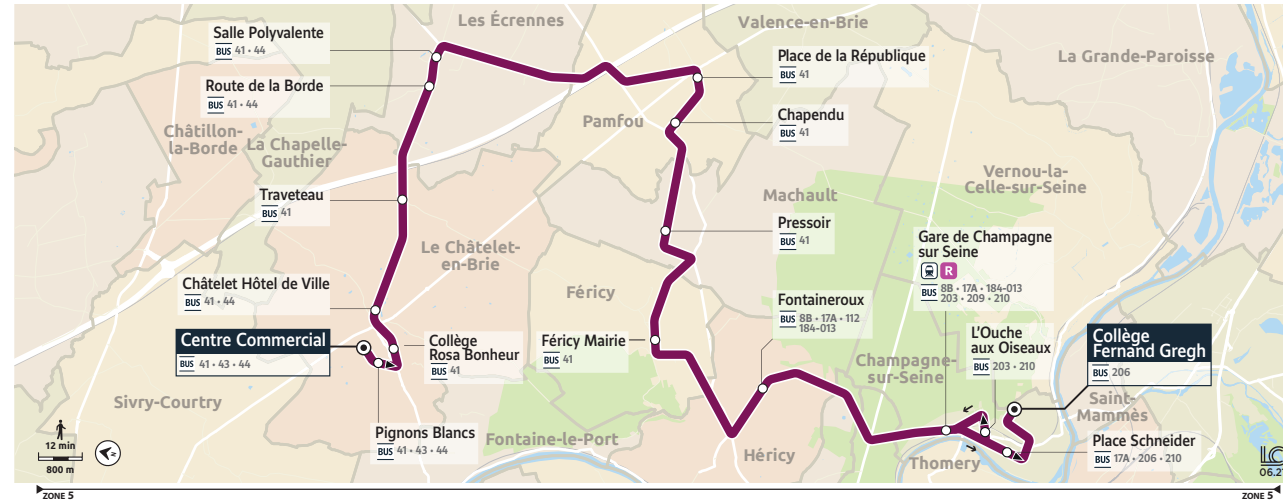 Salle Polyvalente
BUS 41 • 44
Route de la Borde
BUS 41 • 44
Traveteau
BUS 41
Châtelet Hôtel de Ville
BUS 41 • 44
Centre Commercial
BUS 41 • 43 • 44
Pignons Blancs
BUS 41 • 43 • 44
Collège
Rosa Bonheur
BUS 41
Féricy Mairie
BUS 41
Place de la République
BUS 41
Chapendu
BUS 41
Pressoir
BUS 41
Fontaineroux
BUS 8B • 17A • 112
184-013
Gare de Champagne
sur Seine
R
BUS 8B • 17A • 184-013
203 • 209 • 210
L'Ouche
aux Oiseaux
BUS 203 • 210
Collège
Fernand Gregh
BUS 206
Place Schneider
BUS 17A • 206 • 210
Les Écrennes
Valence-en-Brie
La Grande-Paroisse
Châtillon-
la-Borde
La Chapelle-
Gauthier
Pamfou
Machault
Vernou-la-
Celle-sur-Seine
Le Châtelet-
en-Brie
Féricy
Champagne-
sur-Seine
Saint-
Mammès
Sivry-Courtry
Fontaine-le-Port
Héricy
Thomery
12 min
800 m
N
06.2
ZONE 5
ZONE 5